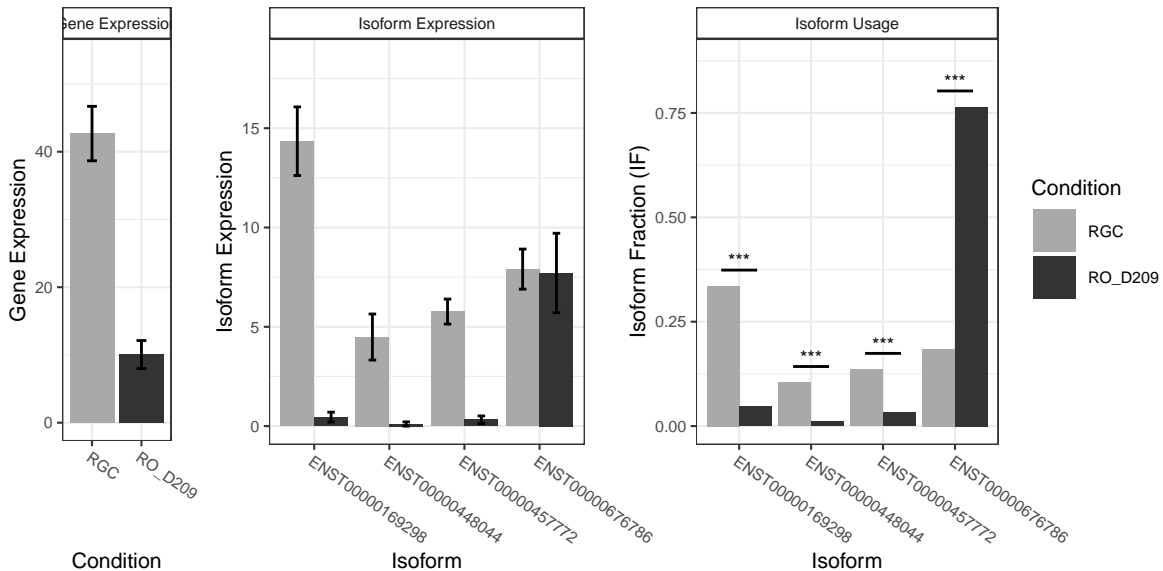 Gene Expression
Isoform Expression
Isoform Usage
Gene Expression
40
20
0
RGC
RO_D209
Condition
Isoform Expression
15
10
5
0
ENST00000169298
ENST00000448044
ENST00000457772
ENST00000676786
Isoform
Isoform Fraction (IF)
0.75
0.50
0.25
0.00
***
***
***
***
ENST00000169298
ENST00000448044
ENST00000457772
ENST00000676786
Isoform
Condition
RGC
RO_D209